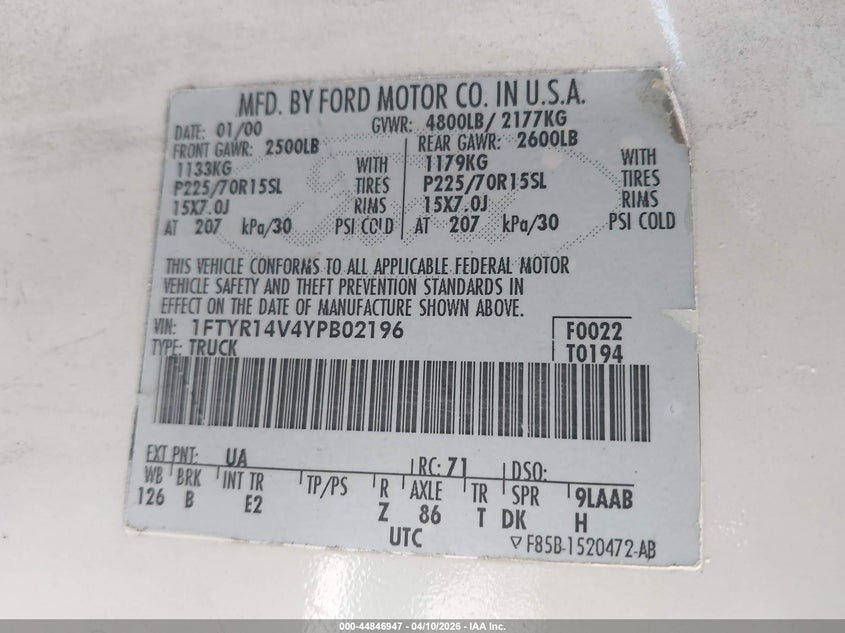 MFD. BY FORD MOTOR CO. IN U.S.A.
DATE: 01/00 GVWR: 4800LB/ 2177KG
FRONT GAWR: 2500LB REAR GAWR: 2600LB
1133KG WITH 1179KG WITH
P225/70R15SL TIRES P225/70R15SL TIRES
15X7.0J RIMS 15X7.0J RIMS
AT 207 kPa/30 PSI COLD AT 207 kPa/30 PSI COLD
THIS VEHICLE CONFORMS TO ALL APPLICABLE FEDERAL MOTOR
VEHICLE SAFETY AND THEFT PREVENTION STANDARDS IN
EFFECT ON THE DATE OF MANUFACTURE SHOWN ABOVE.
VIN: 1FTYR14V4YPB02196 F0022
TYPE: TRUCK T0194
EXT PNT: UA RC: 71 DSO:
WB BRK INT TR TP/PS R AXLE TR SPR 9LAAB
126 B E2 Z 86 T DK H
UTC ▽ F85B-1520472-AB
000-44846947 - 04/10/2026 - IAA Inc.